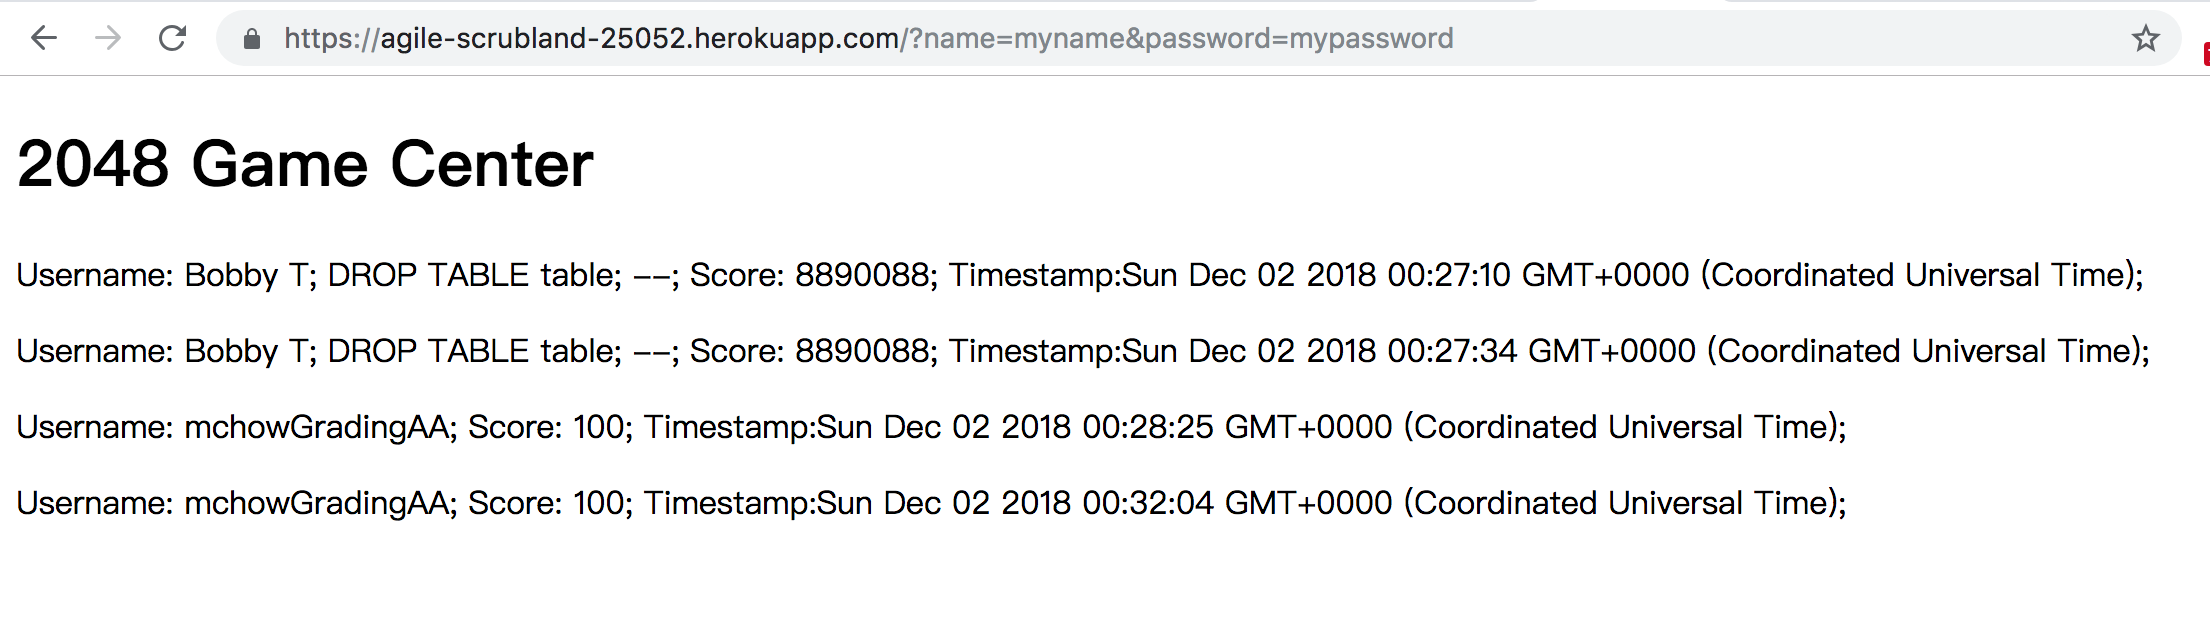 https://agile-scrubland-25052.herokuapp.com/?name=myname&password=mypassword
2048 Game Center
Username: Bobby T; DROP TABLE table; --; Score: 8890088; Timestamp:Sun Dec 02 2018 00:27:10 GMT+0000 (Coordinated Universal Time);
Username: Bobby T; DROP TABLE table; --; Score: 8890088; Timestamp:Sun Dec 02 2018 00:27:34 GMT+0000 (Coordinated Universal Time);
Username: mchowGradingAA; Score: 100; Timestamp:Sun Dec 02 2018 00:28:25 GMT+0000 (Coordinated Universal Time);
Username: mchowGradingAA; Score: 100; Timestamp:Sun Dec 02 2018 00:32:04 GMT+0000 (Coordinated Universal Time);